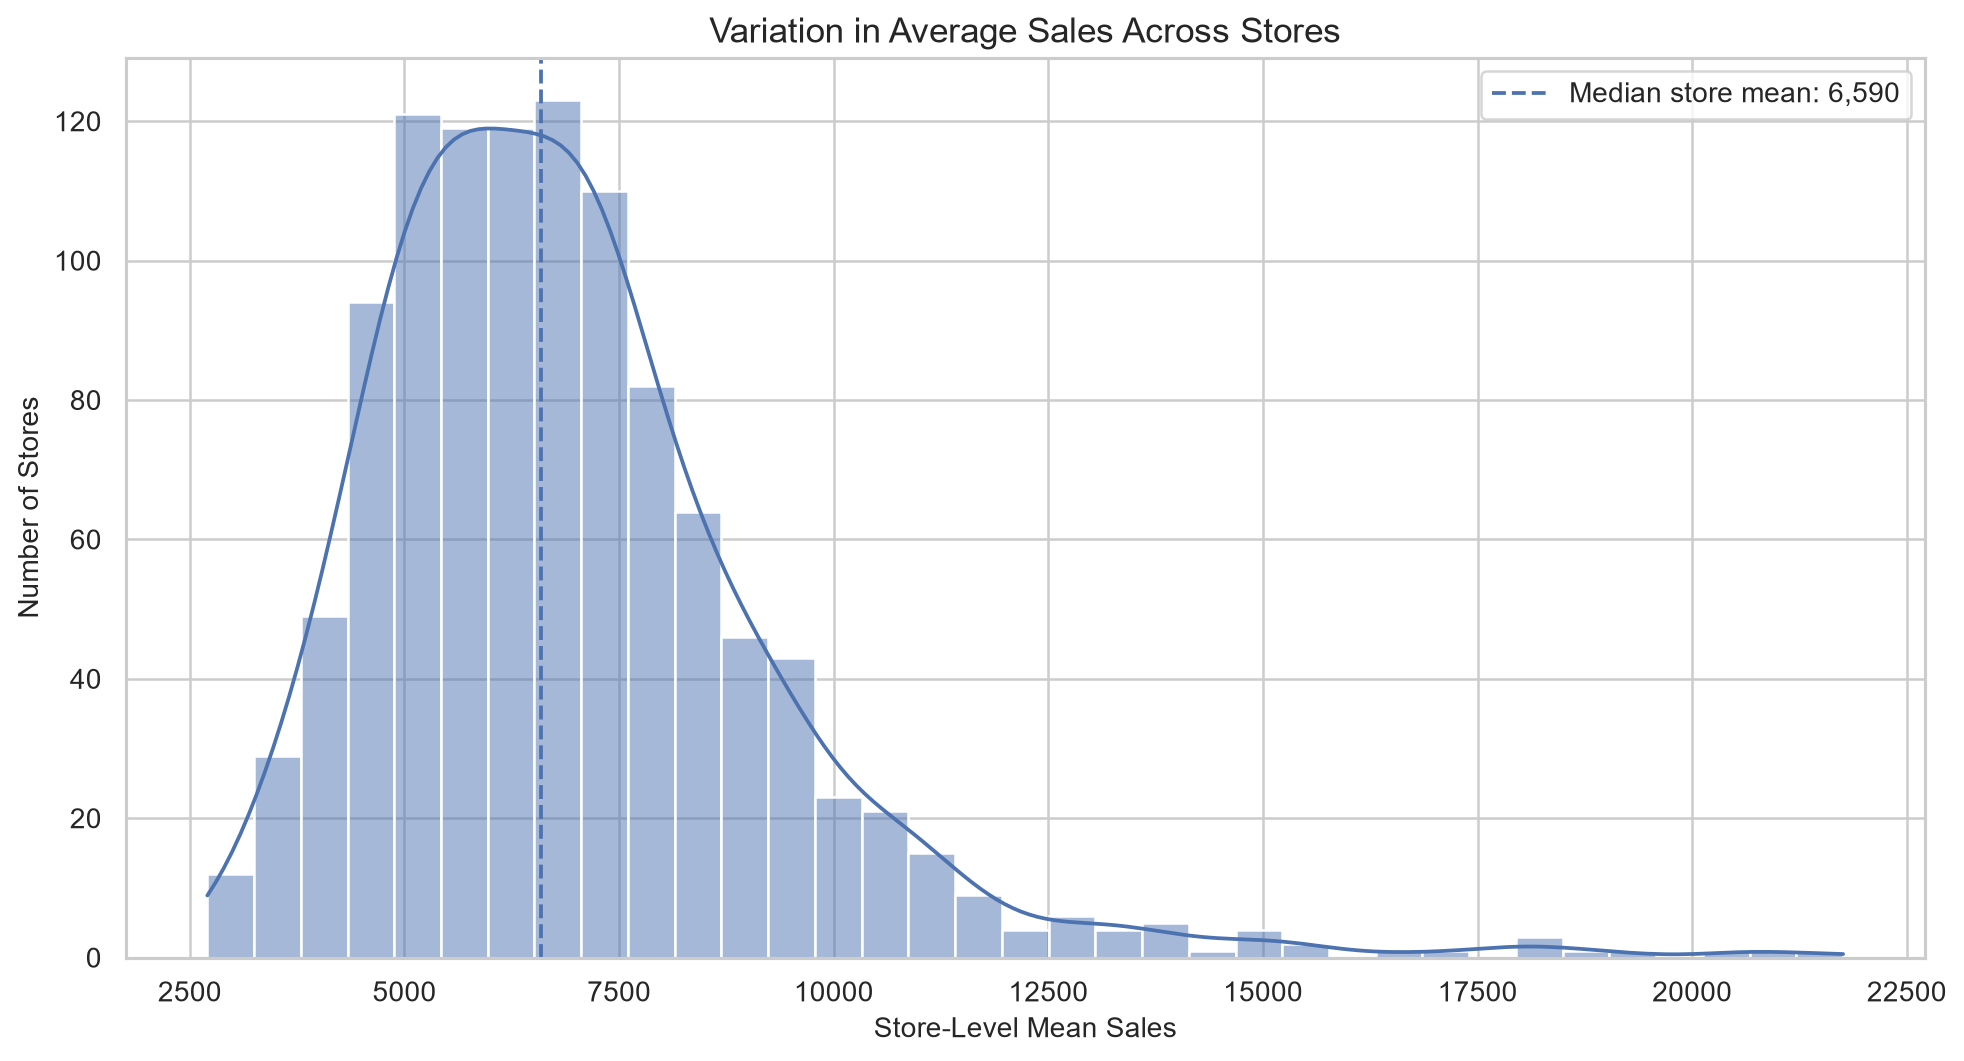 Variation in Average Sales Across Stores
Median store mean: 6,590
Number of Stores
120
100
80
60
40
20
0
2500 5000 7500 10000 12500 15000 17500 20000 22500
Store-Level Mean Sales